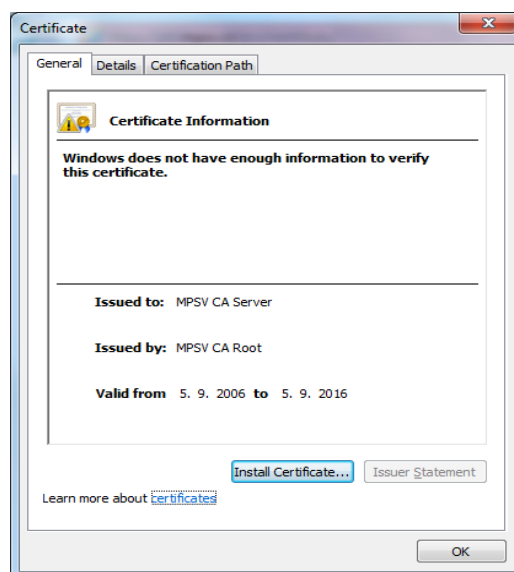 Certificate
General Details Certification Path
Certificate Information
Windows does not have enough information to verify
this certificate.
Issued to: MPSV CA Server
Issued by: MPSV CA Root
Valid from 5. 9. 2006 to 5. 9. 2016
Install Certificate... Issuer Statement
Learn more about certificates
OK